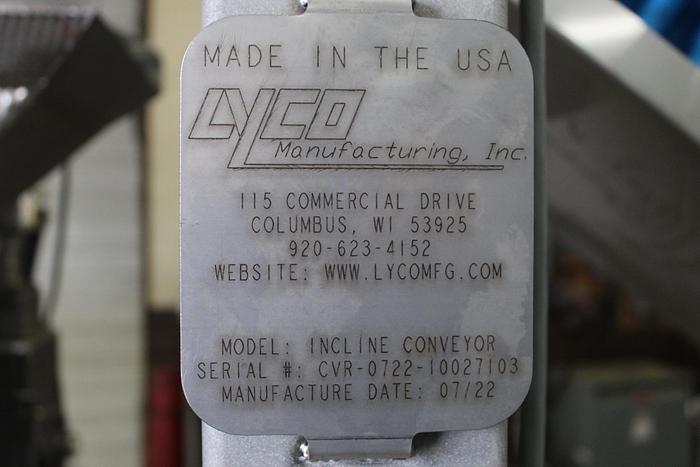 MADE IN THE USA
LYCO
Manufacturing, Inc.
115 COMMERCIAL DRIVE
COLUMBUS, WI 53925
920-623-4152
WEBSITE: WWW.LYCOMFG.COM
MODEL: INCLINE CONVEYOR
SERIAL #: CVR-0722-10027103
MANUFACTURE DATE: 07/22